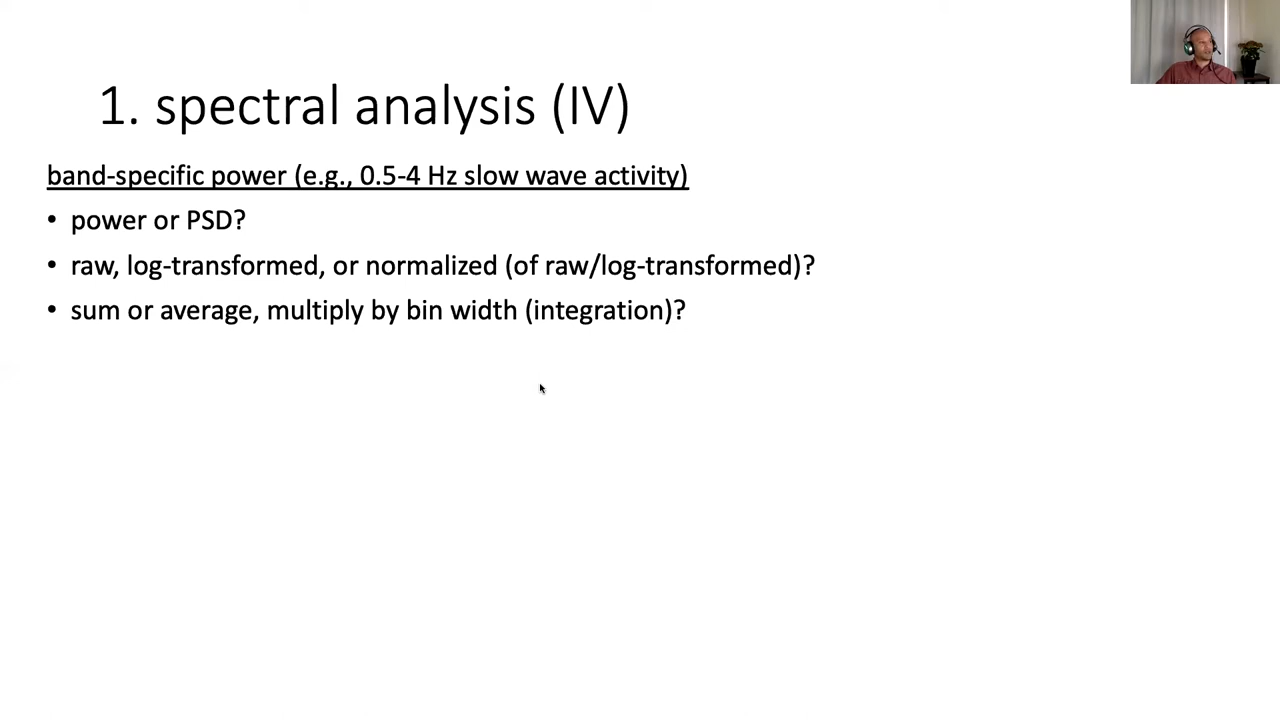 1. spectral analysis (IV)
band-specific power (e.g., 0.5-4 Hz slow wave activity)
• power or PSD?
• raw, log-transformed, or normalized (of raw/log-transformed)?
• sum or average, multiply by bin width (integration)?